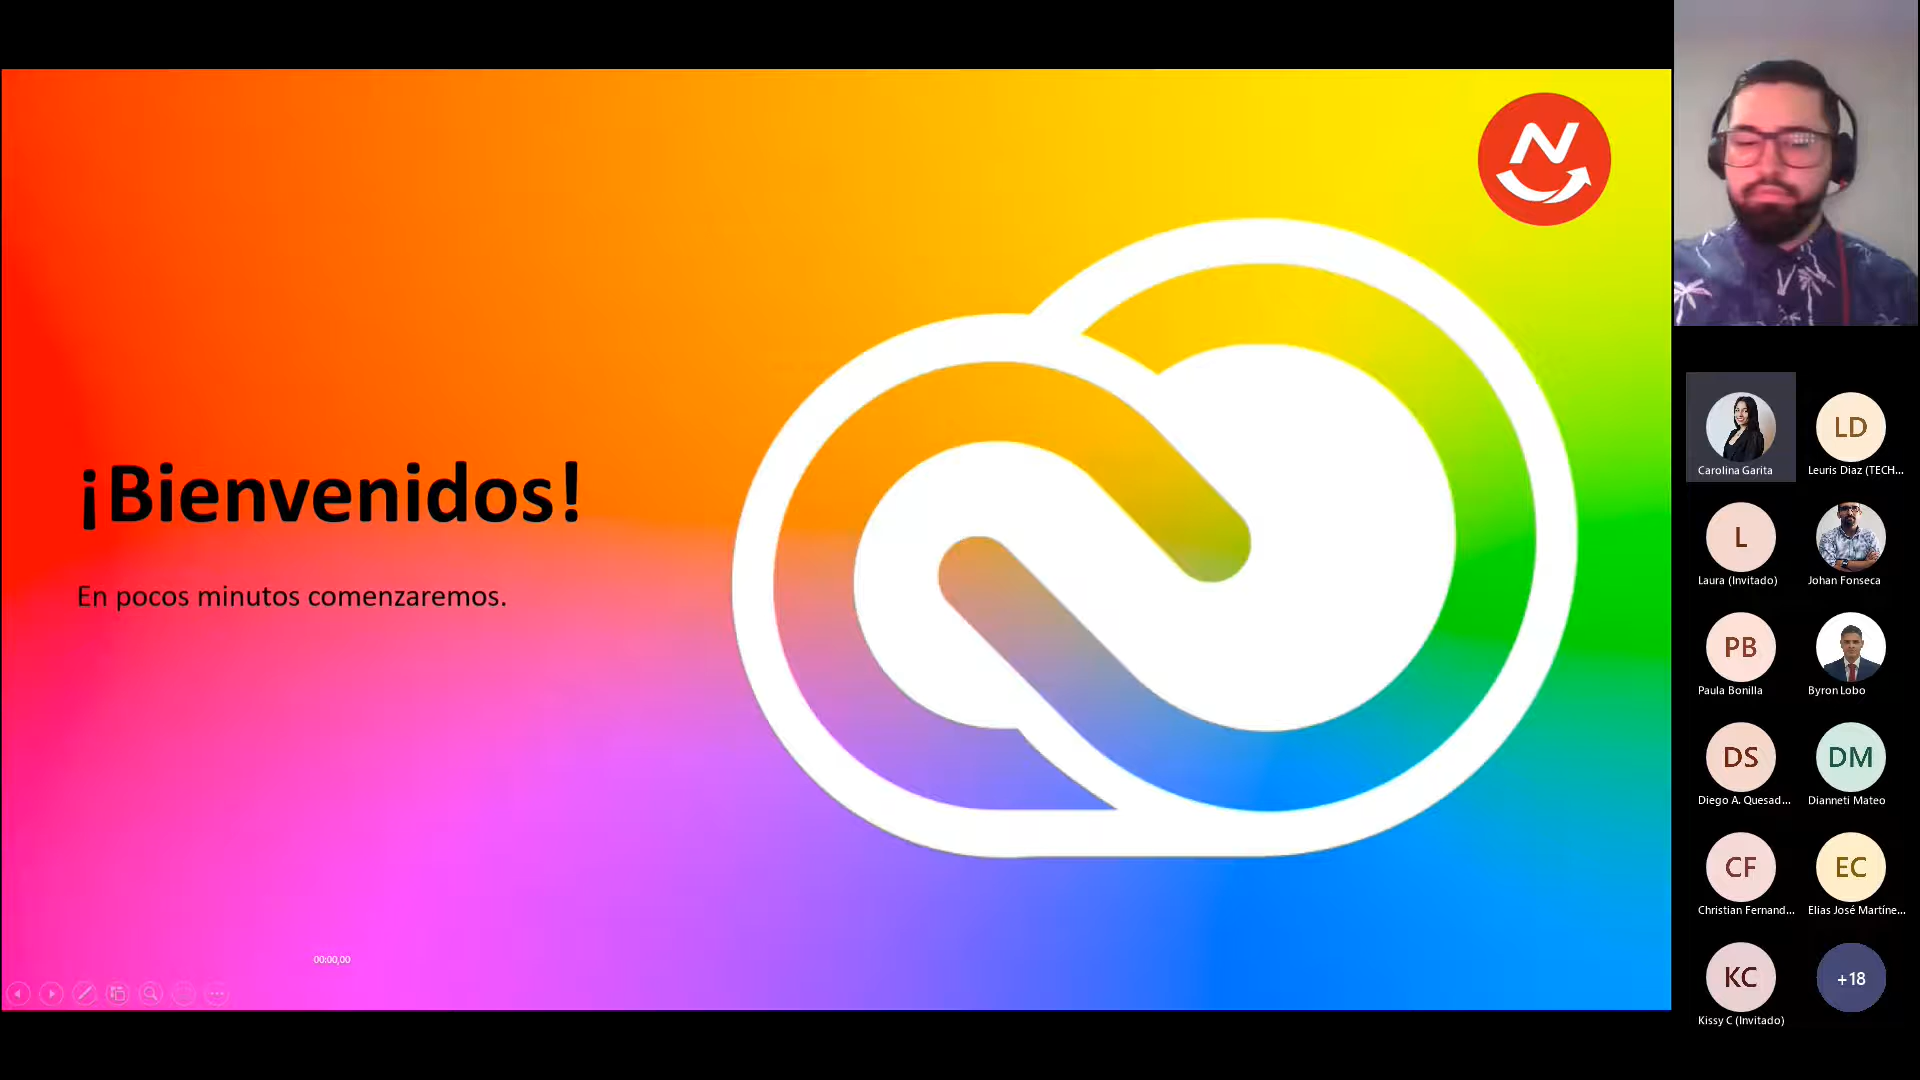 N
¡Bienvenidos!
En pocos minutos comenzaremos.
00:00,00
Carolina Garita
LD
Leuris Diaz (TECH...
L
Laura (Invitado)
Johan Fonseca
PB
Paula Bonilla
Byron Lobo
DS
Diego A. Quesad...
DM
Dianneti Mateo
CF
Christian Fernand...
EC
Elias José Martíne...
KC
Kissy C (Invitado)
+18